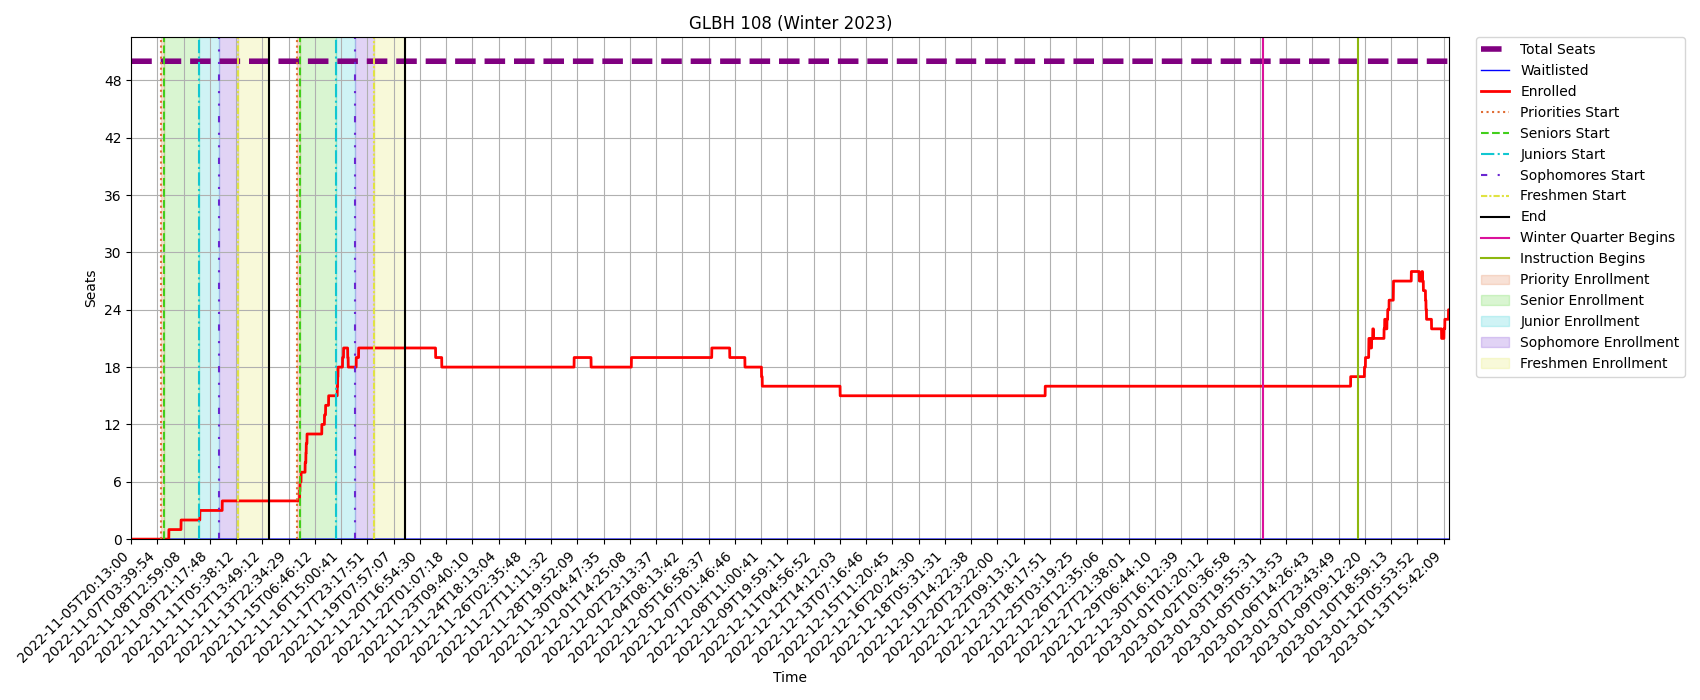 GLBH 108 (Winter 2023)
Seats
48
42
36
30
24
18
12
6
0
2022-11-05T20:13:00
2022-11-07T03:39:54
2022-11-08T12:59:08
2022-11-09T21:17:48
2022-11-11T05:38:12
2022-11-12T13:49:12
2022-11-13T22:34:29
2022-11-15T06:46:12
2022-11-16T15:00:41
2022-11-17T23:17:51
2022-11-19T07:57:07
2022-11-20T16:54:30
2022-11-22T01:07:18
2022-11-23T09:40:10
2022-11-24T18:13:04
2022-11-26T02:35:48
2022-11-27T11:11:32
2022-11-28T19:52:09
2022-11-30T04:47:35
2022-12-01T14:25:08
2022-12-02T23:13:37
2022-12-04T08:13:42
2022-12-05T16:58:37
2022-12-07T01:46:46
2022-12-08T11:00:41
2022-12-09T19:59:11
2022-12-11T04:56:52
2022-12-12T14:12:03
2022-12-13T07:16:46
2022-12-15T11:20:45
2022-12-16T20:24:30
2022-12-18T05:31:31
2022-12-19T14:22:38
2022-12-20T23:22:00
2022-12-22T09:13:12
2022-12-23T18:17:51
2022-12-25T03:19:25
2022-12-26T12:35:06
2022-12-27T21:38:01
2022-12-29T06:44:10
2022-12-30T16:12:39
2023-01-01T01:20:12
2023-01-02T10:36:58
2023-01-03T19:55:31
2023-01-05T05:13:53
2023-01-06T14:26:43
2023-01-07T23:43:49
2023-01-09T09:12:20
2023-01-10T18:59:13
2023-01-12T05:53:52
2023-01-13T15:42:09
Time
Total Seats
Waitlisted
Enrolled
Priorities Start
Seniors Start
Juniors Start
Sophomores Start
Freshmen Start
End
Winter Quarter Begins
Instruction Begins
Priority Enrollment
Senior Enrollment
Junior Enrollment
Sophomore Enrollment
Freshmen Enrollment